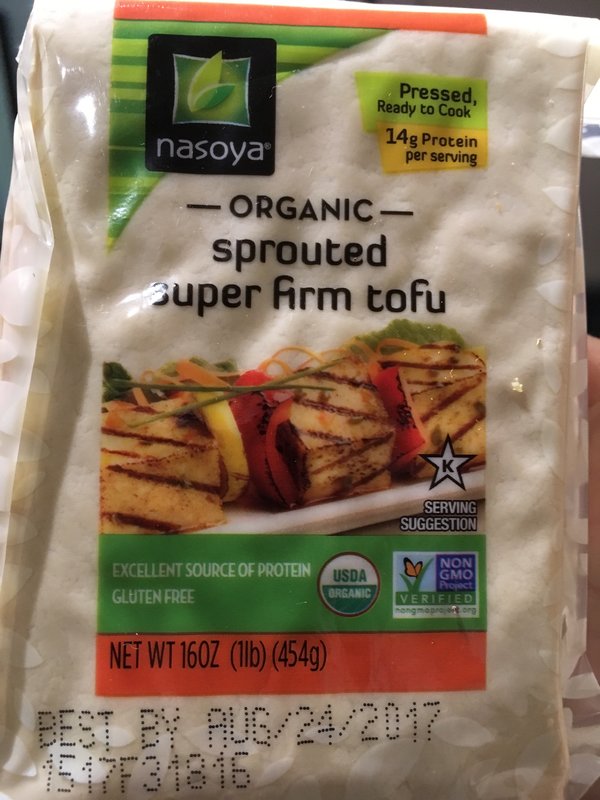 nasoya®
Pressed,
Ready to Cook
14g Protein
per serving
ORGANIC
sprouted
super firm tofu
K
SERVING
SUGGESTION
EXCELLENT SOURCE OF PROTEIN
GLUTEN FREE
USDA
ORGANIC
NON
GMO
Project
VERIFIED
nongmoproject.org
NET WT 16OZ (1lb) (454g)
BEST BY AUG/24/2017
1517F31816